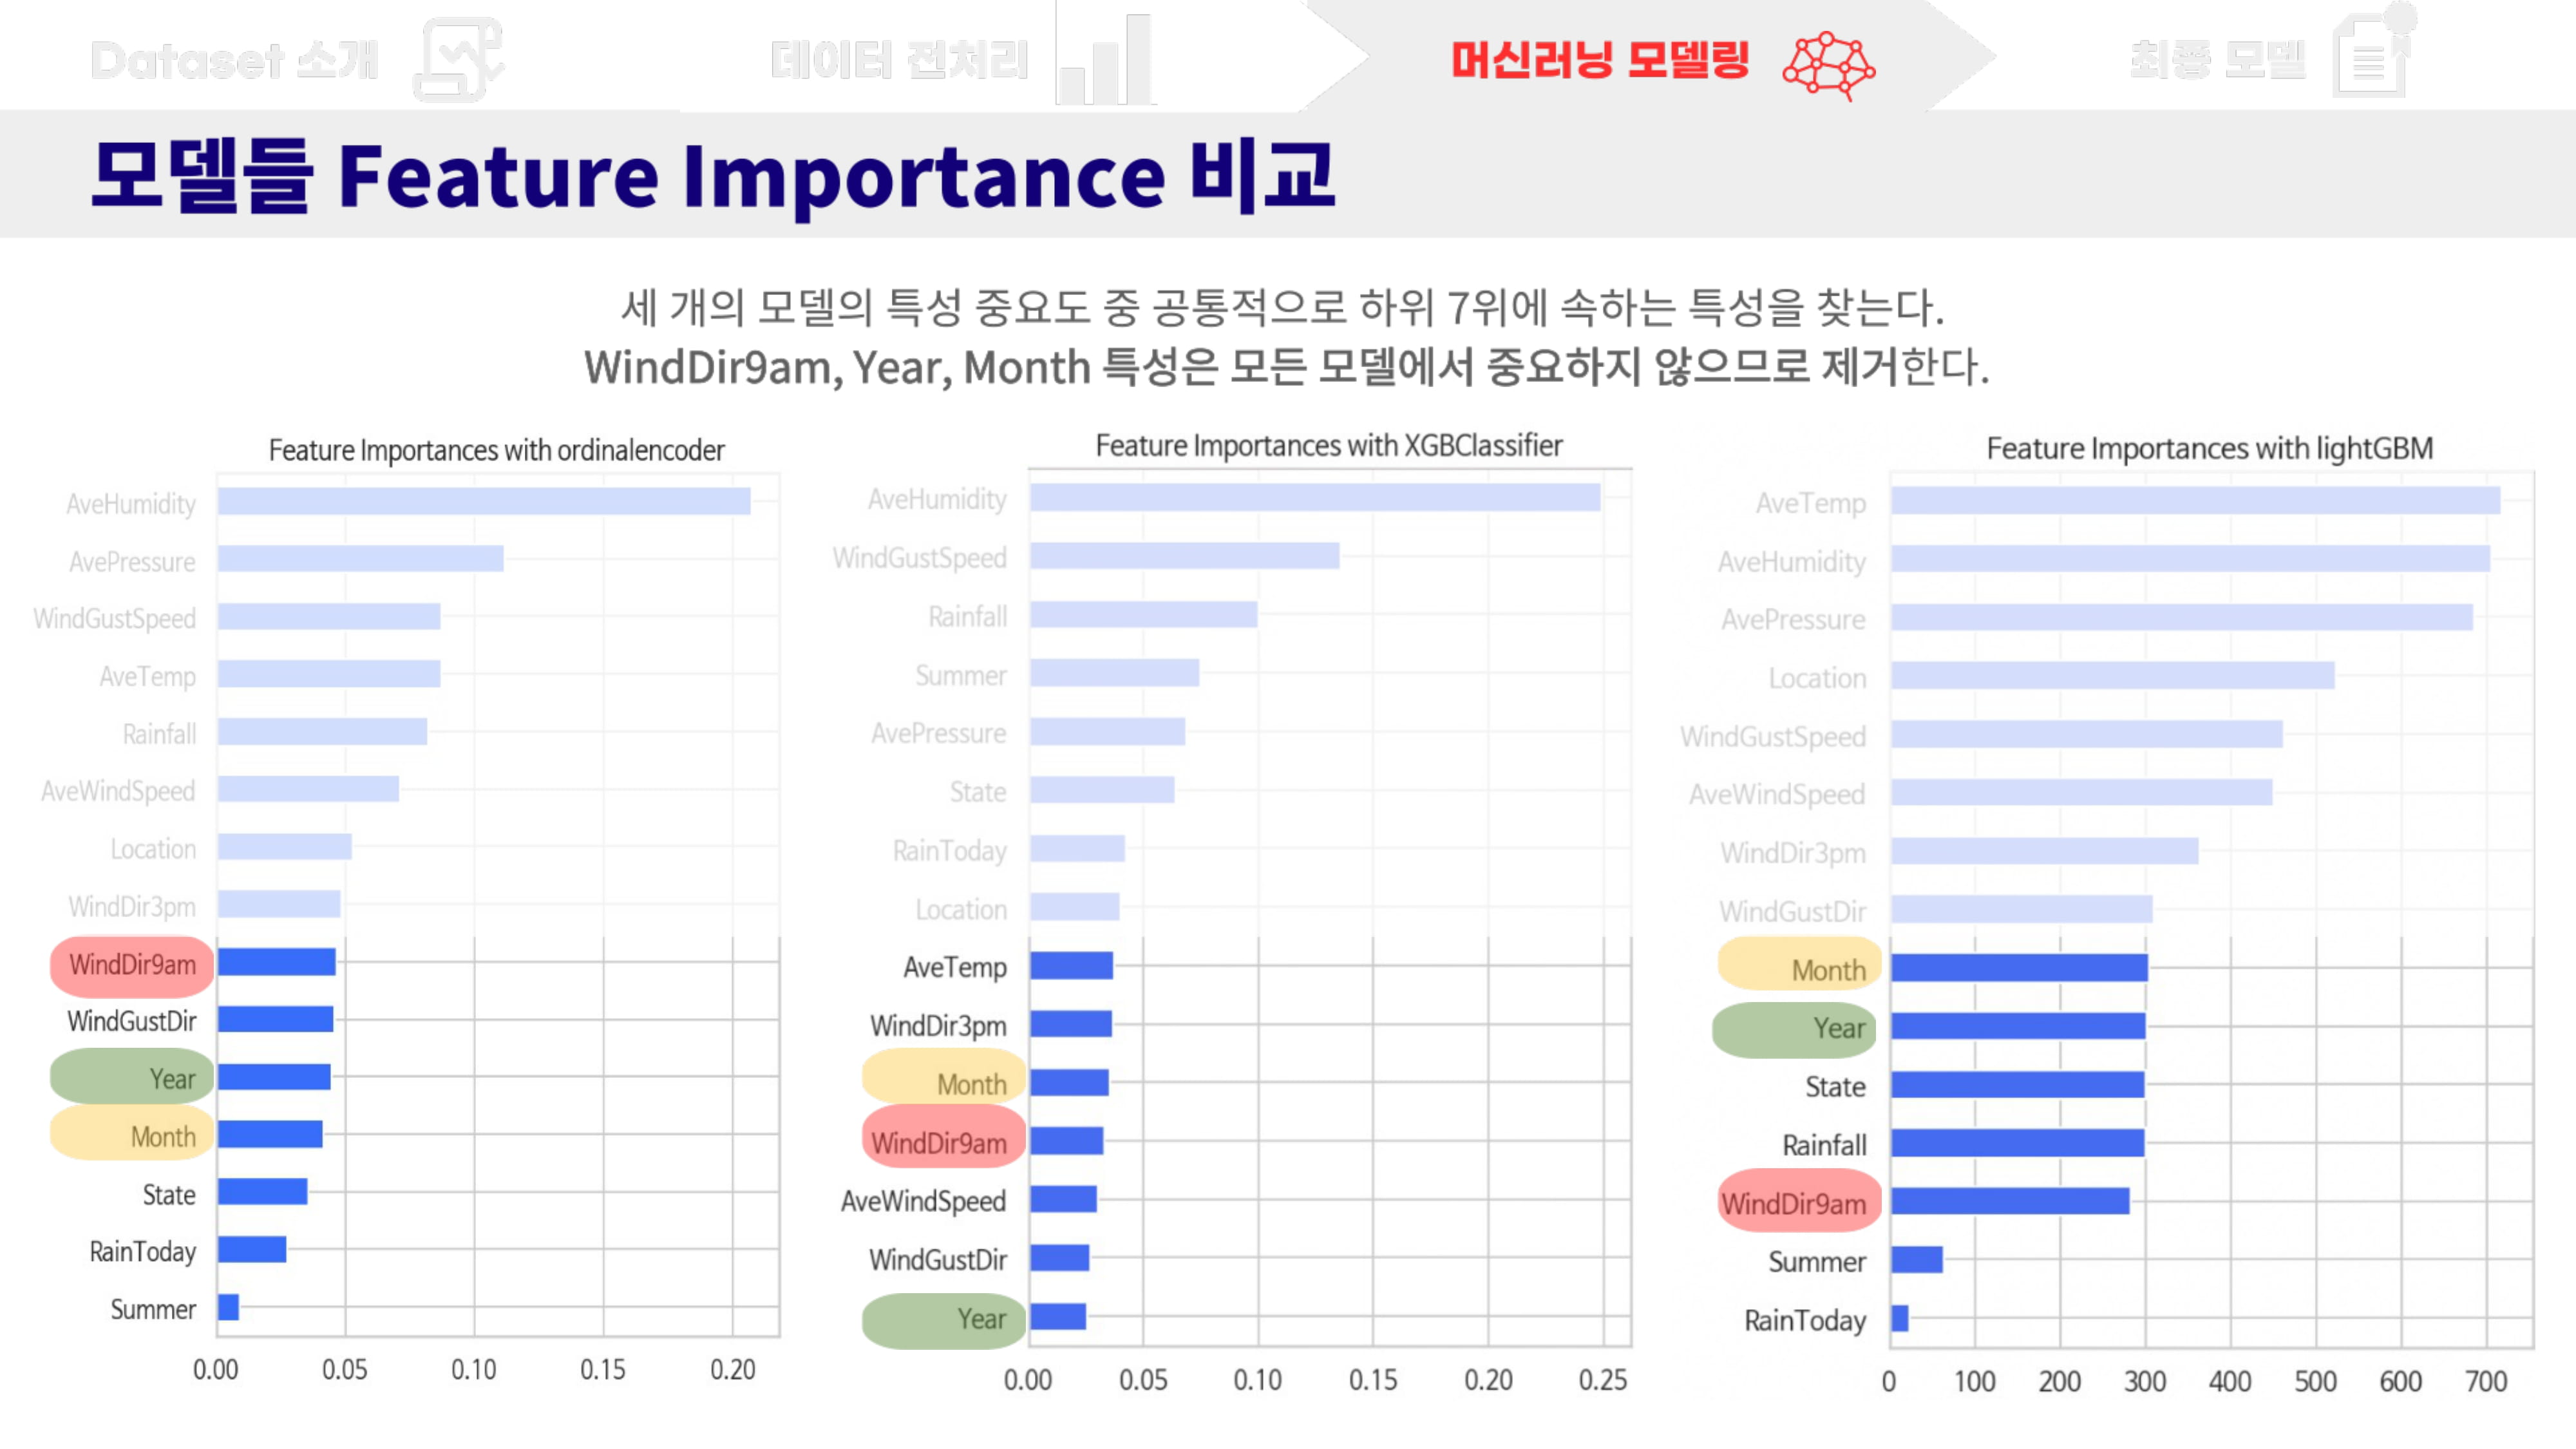 Dataset 소개
데이터 전처리
머신러닝 모델링
최종 모델
모델들 Feature Importance 비교
세 개의 모델의 특성 중요도 중 공통적으로 하위 7위에 속하는 특성을 찾는다.
WindDir9am, Year, Month 특성은 모든 모델에서 중요하지 않으므로 제거한다.
Feature Importances with ordinalencoder
AveHumidity
AvePressure
WindGustSpeed
AveTemp
Rainfall
AveWindSpeed
Location
WindDir3pm
WindDir9am
WindGustDir
Year
Month
State
RainToday
Summer
0.00 0.05 0.10 0.15 0.20
Feature Importances with XGBClassifier
AveHumidity
WindGustSpeed
Rainfall
Summer
AvePressure
State
RainToday
Location
AveTemp
WindDir3pm
Month
WindDir9am
AveWindSpeed
WindGustDir
Year
0.00 0.05 0.10 0.15 0.20 0.25
Feature Importances with lightGBM
AveTemp
AveHumidity
AvePressure
Location
WindGustSpeed
AveWindSpeed
WindDir3pm
WindGustDir
Month
Year
State
Rainfall
WindDir9am
Summer
RainToday
0 100 200 300 400 500 600 700